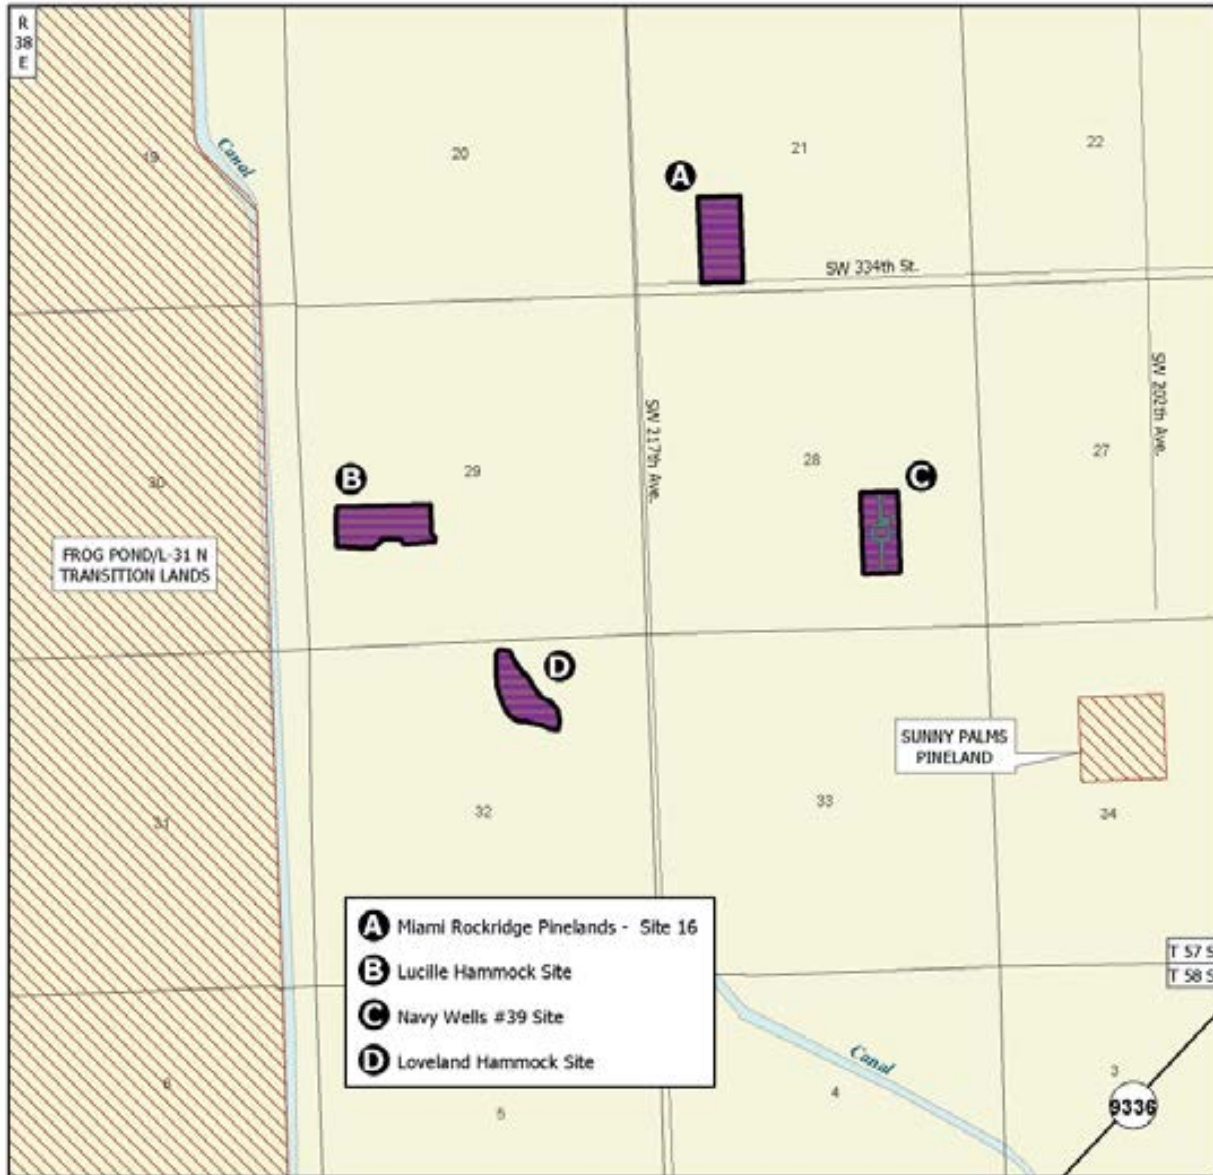 R
38
E
19
Canal
20
21
22
A
SW 334th St.
SW 217th Ave.
SW 202th Ave.
30
29
28
27
B
C
FROG POND/L-31 N
TRANSITION LANDS
D
SUNNY PALMS
PINELAND
31
32
33
34
A Miami Rockridge Pinelands - Site 16
B Lucille Hammock Site
C Navy Wells #39 Site
D Loveland Hammock Site
T 57 S
T 58 S
Canal
6
5
4
3
9336